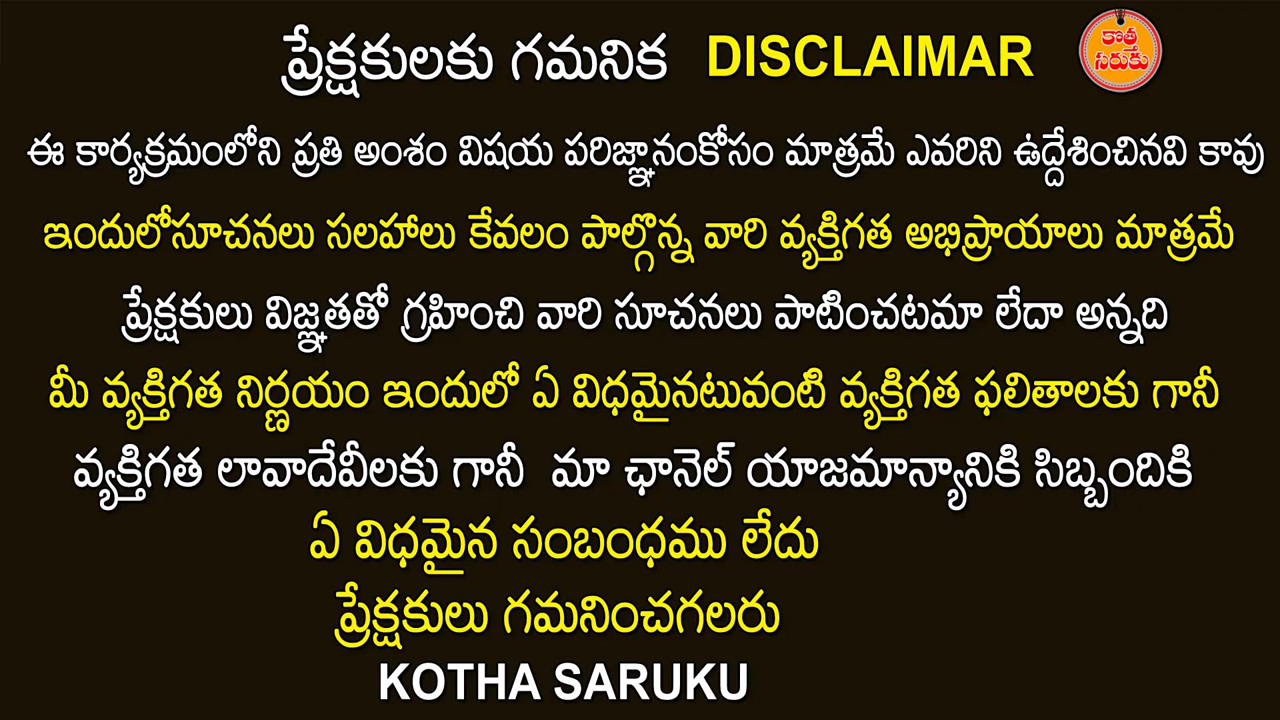 ప్రేక్షకులకు గమనిక DISCLAIMAR
కొత్త
సరుకు
ఈ కార్యక్రమంలోని ప్రతి అంశం విషయ పరిజ్ఞానంకోసం మాత్రమే ఎవరిని ఉద్దేశించినవి కావు
ఇందులోసూచనలు సలహాలు కేవలం పాల్గొన్న వారి వ్యక్తిగత అభిప్రాయాలు మాత్రమే
ప్రేక్షకులు విజ్ఞతతో గ్రహించి వారి సూచనలు పాటించటమా లేదా అన్నది
మీ వ్యక్తిగత నిర్ణయం ఇందులో ఏ విధమైనటువంటి వ్యక్తిగత ఫలితాలకు గానీ
వ్యక్తిగత లావాదేవీలకు గానీ మా ఛానెల్ యాజమాన్యానికి సిబ్బందికి
ఏ విధమైన సంబంధము లేదు
ప్రేక్షకులు గమనించగలరు
KOTHA SARUKU